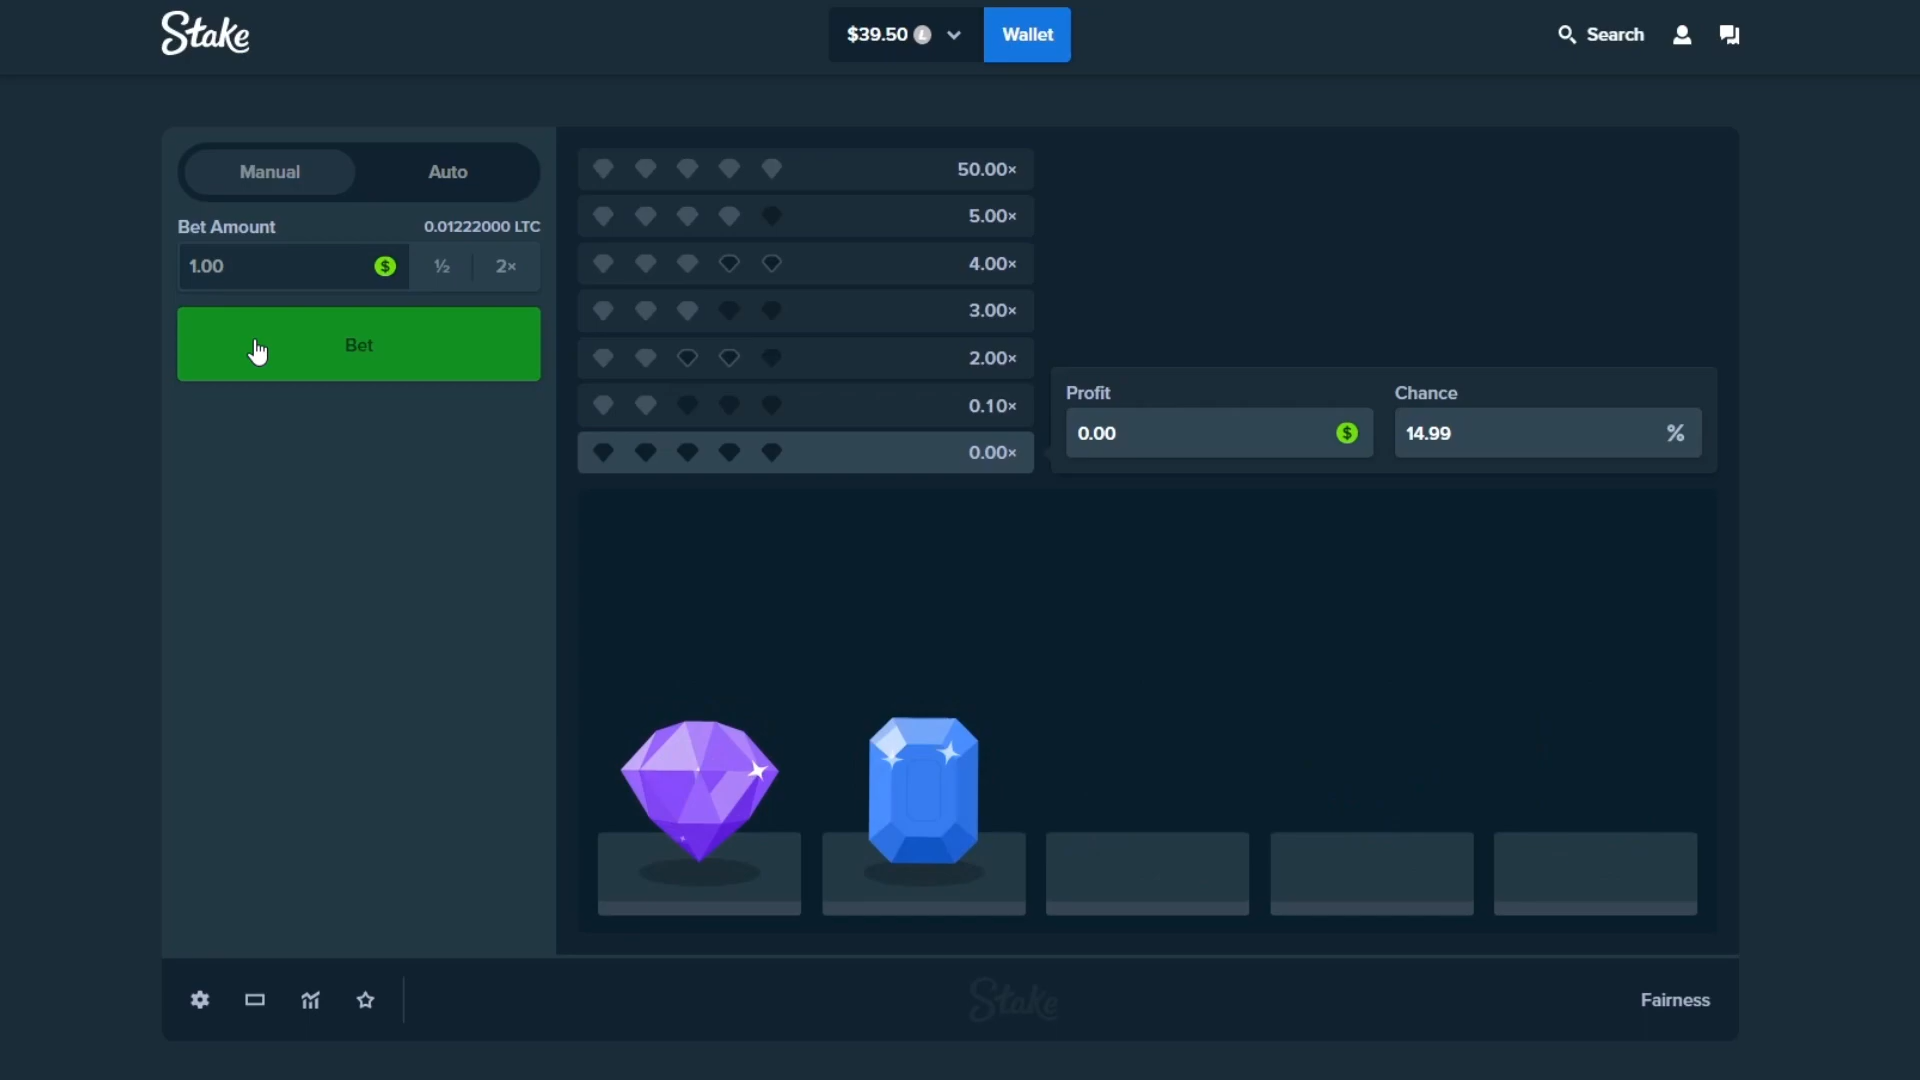 Stake
$39.50
Wallet
Search
Manual
Auto
Bet Amount
0.01222000 LTC
1.00
$
½
2×
Bet
50.00×
5.00×
4.00×
3.00×
2.00×
0.10×
0.00×
Profit
Chance
0.00
$
14.99
%
Stake
Fairness